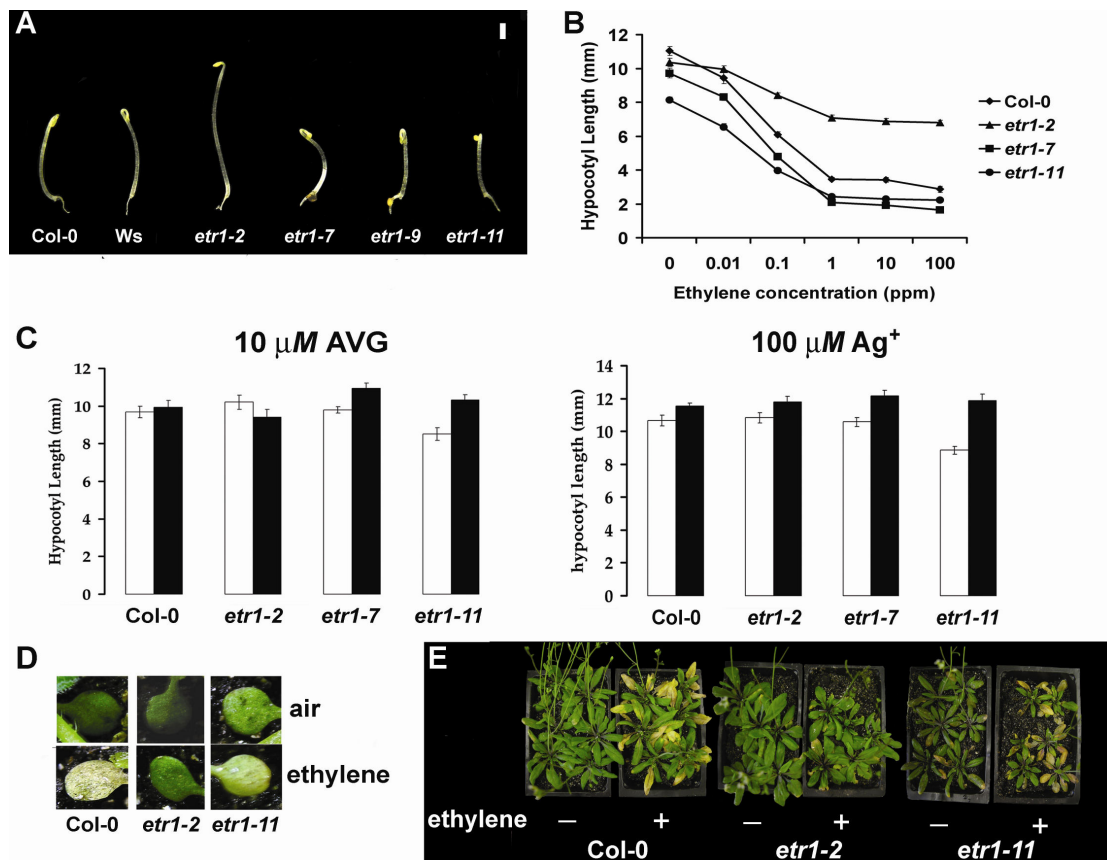 A
Col-0 Ws etr1-2 etr1-7 etr1-9 etr1-11
B
Hypocotyl Length (mm)
12
10
8
6
4
2
0
0 0.01 0.1 1 10 100
Ethylene concentration (ppm)
Col-0
etr1-2
etr1-7
etr1-11
C
10 μM AVG
Hypocotyl Length (mm)
12
10
8
6
4
2
0
Col-0 etr1-2 etr1-7 etr1-11
100 μM Ag⁺
hypocotyl length (mm)
14
12
10
8
6
4
2
0
Col-0 etr1-2 etr1-7 etr1-11
D
air
ethylene
Col-0 etr1-2 etr1-11
E
ethylene – + – + – +
Col-0 etr1-2 etr1-11